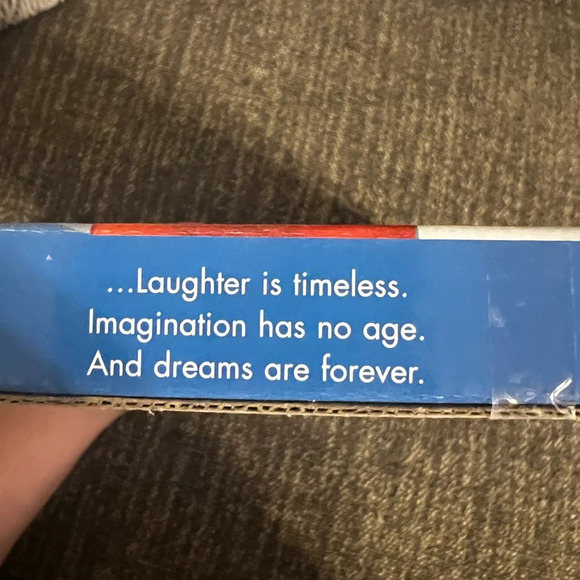 ...Laughter is timeless.
Imagination has no age.
And dreams are forever.